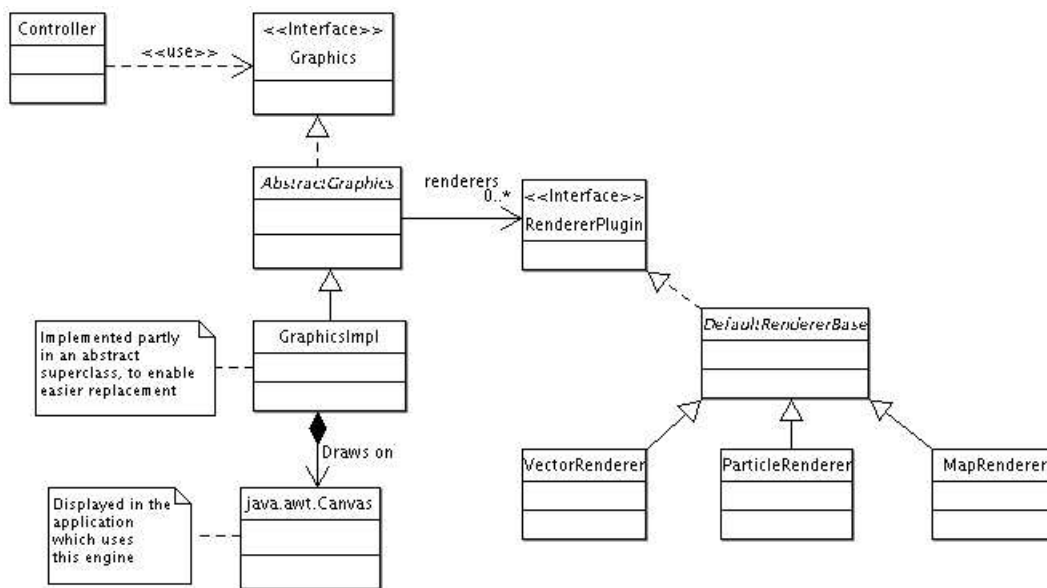 Controller
<<use>>
<<Interface>>
Graphics
AbstractGraphics
renderers
0..*
<<Interface>>
RendererPlugin
DefaultRendererBase
Implemented partly
in an abstract
superclass, to enable
easier replacement
GraphicsImpl
Draws on
VectorRenderer
ParticleRenderer
MapRenderer
Displayed in the
application
which uses
this engine
java.awt.Canvas